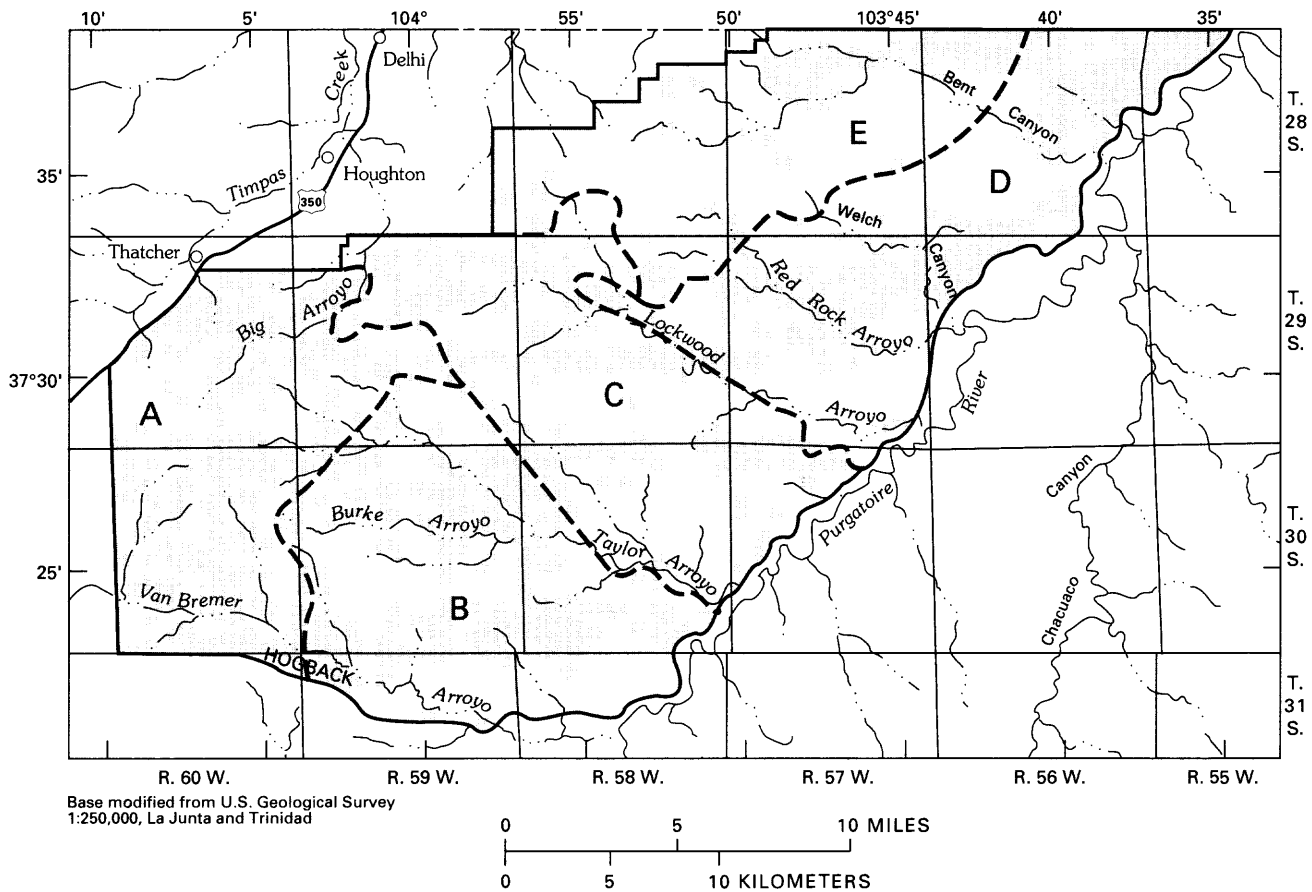 10' 5' 104° 55' 50' 103°45' 40' 35'
Delhi
Creek
Bent
Canyon
T.
28
S.
E
35'
Houghton
Timpas
350
D
Welch
Thatcher
Canyon
Red Rock Arroyo
Big Arroyo
T.
29
S.
Lockwood
37°30'
River
C
A
Arroyo
Canyon
Burke Arroyo
Purgatoire
T.
30
S.
Taylor Arroyo
25'
Van Bremer
B
Chacuaco
HOGBACK
Arroyo
T.
31
S.
R. 60 W. R. 59 W. R. 58 W. R. 57 W. R. 56 W. R. 55 W.
Base modified from U.S. Geological Survey
1:250,000, La Junta and Trinidad
0 5 10 MILES
0 5 10 KILOMETERS